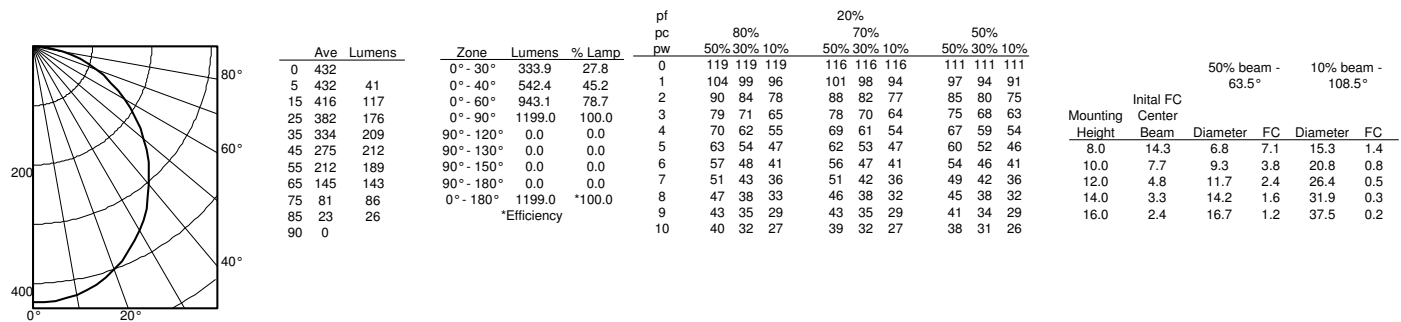 200
400
0°
20°
40°
60°
80°
Ave Lumens
0 432
5 432 41
15 416 117
25 382 176
35 334 209
45 275 212
55 212 189
65 145 143
75 81 86
85 23 26
90 0
Zone Lumens % Lamp
0° - 30° 333.9 27.8
0° - 40° 542.4 45.2
0° - 60° 943.1 78.7
0° - 90° 1199.0 100.0
90° - 120° 0.0 0.0
90° - 130° 0.0 0.0
90° - 150° 0.0 0.0
90° - 180° 0.0 0.0
0° - 180° 1199.0 *100.0
*Efficiency
pf 20%
pc 80% 70% 50%
pw 50% 30% 10% 50% 30% 10% 50% 30% 10%
0 119 119 119 116 116 116 111 111 111
1 104 99 96 101 98 94 97 94 91
2 90 84 78 88 82 77 85 80 75
3 79 71 65 78 70 64 75 68 63
4 70 62 55 69 61 54 67 59 54
5 63 54 47 62 53 47 60 52 46
6 57 48 41 56 47 41 54 46 41
7 51 43 36 51 42 36 49 42 36
8 47 38 33 46 38 32 45 38 32
9 43 35 29 43 35 29 41 34 29
10 40 32 27 39 32 27 38 31 26
50% beam - 10% beam -
63.5° 108.5°
Inital FC
Mounting Center
Height Beam Diameter FC Diameter FC
8.0 14.3 6.8 7.1 15.3 1.4
10.0 7.7 9.3 3.8 20.8 0.8
12.0 4.8 11.7 2.4 26.4 0.5
14.0 3.3 14.2 1.6 31.9 0.3
16.0 2.4 16.7 1.2 37.5 0.2